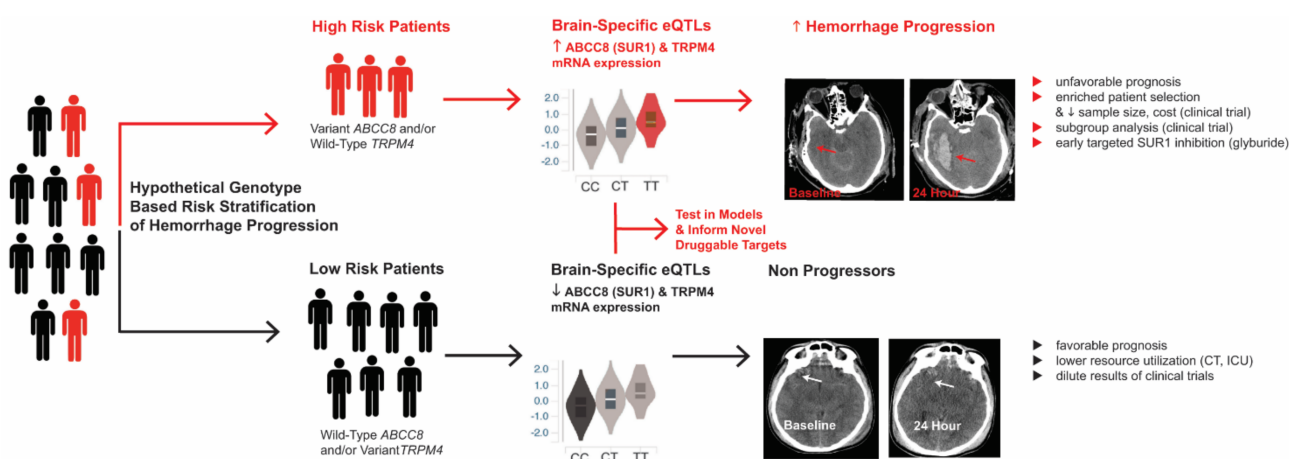 High Risk Patients
Variant ABCC8 and/or
Wild-Type TRPM4
Brain-Specific eQTLs
↑ ABCC8 (SUR1) & TRPM4
mRNA expression
2.0
1.0
0.0
-1.0
-2.0
CC CT TT
↑ Hemorrhage Progression
Baseline
24 Hour
unfavorable prognosis
enriched patient selection
& ↓ sample size, cost (clinical trial)
subgroup analysis (clinical trial)
early targeted SUR1 inhibition (glyburide)
Hypothetical Genotype
Based Risk Stratification
of Hemorrhage Progression
Test in Models
& Inform Novel
Druggable Targets
Low Risk Patients
Wild-Type ABCC8
and/or VariantTRPM4
Brain-Specific eQTLs
↓ ABCC8 (SUR1) & TRPM4
mRNA expression
2.0
1.0
0.0
-1.0
-2.0
CC CT TT
Non Progressors
Baseline
24 Hour
favorable prognosis
lower resource utilization (CT, ICU)
dilute results of clinical trials